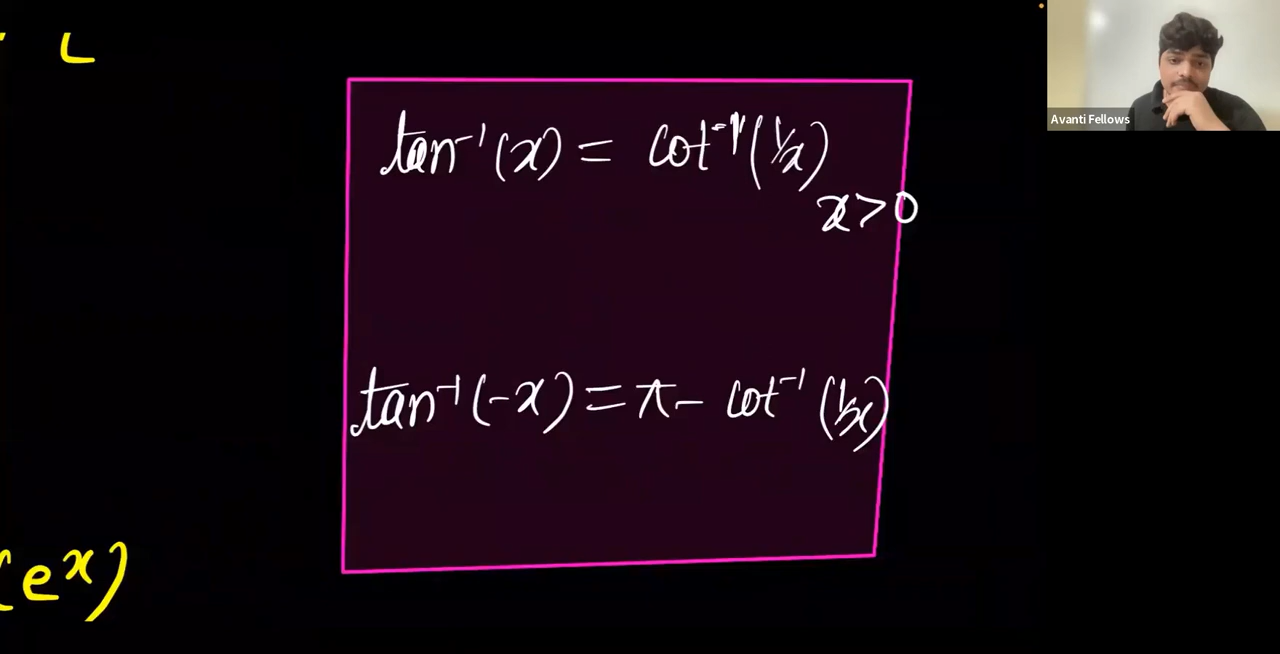 Avanti Fellows
tan⁻¹(x) = cot⁻¹(1/x)
x>0
tan⁻¹(-x) = π - cot⁻¹(1/x)
(eˣ)